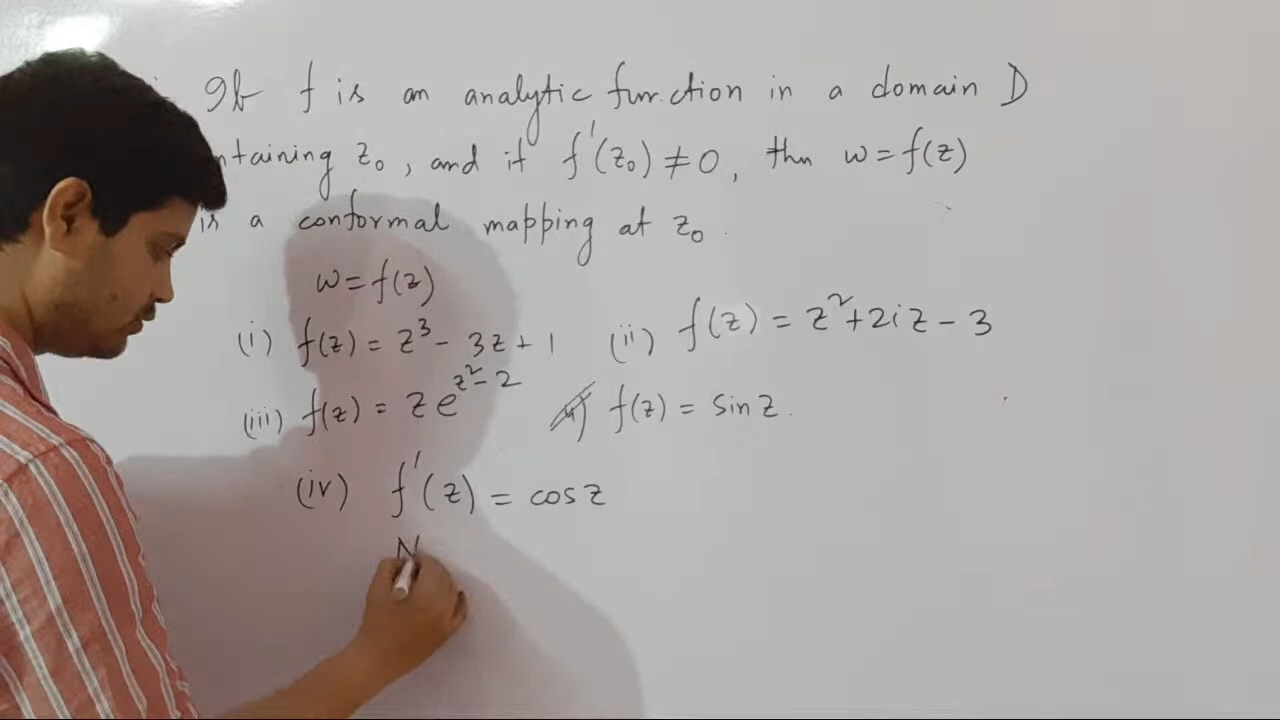 If f is an analytic function in a domain D
ntaining z₀, and if f'(z₀) ≠ 0, then w = f(z)
is a conformal mapping at z₀.
w = f(z)
(i) f(z) = z³ - 3z + 1 (ii) f(z) = z² + 2iz - 3
(iii) f(z) = z e^{z²-2} f(z) = sin z.
(iv) f'(z) = cos z
N